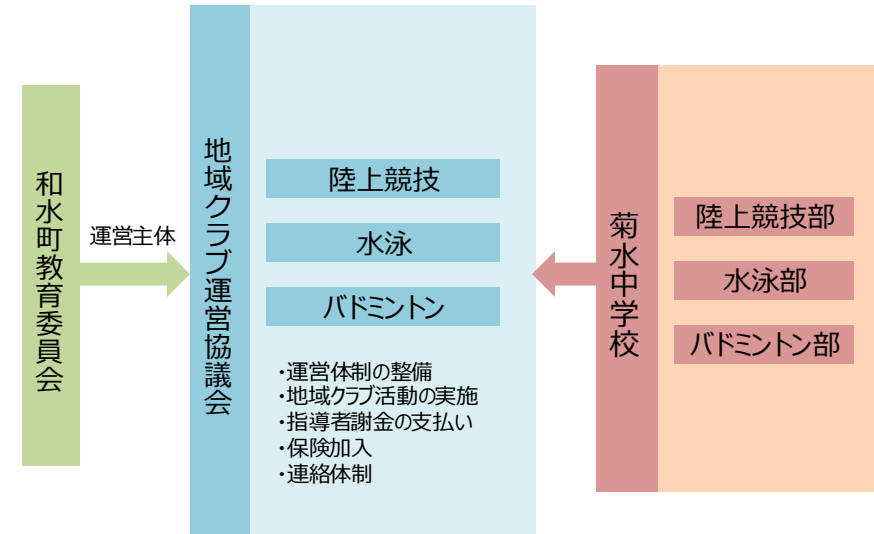 和水町教育委員会
運営主体
地域クラブ運営協議会
陸上競技
水泳
バドミントン
・運営体制の整備
・地域クラブ活動の実施
・指導者謝金の支払い
・保険加入
・連絡体制
菊水中学校
陸上競技部
水泳部
バドミントン部